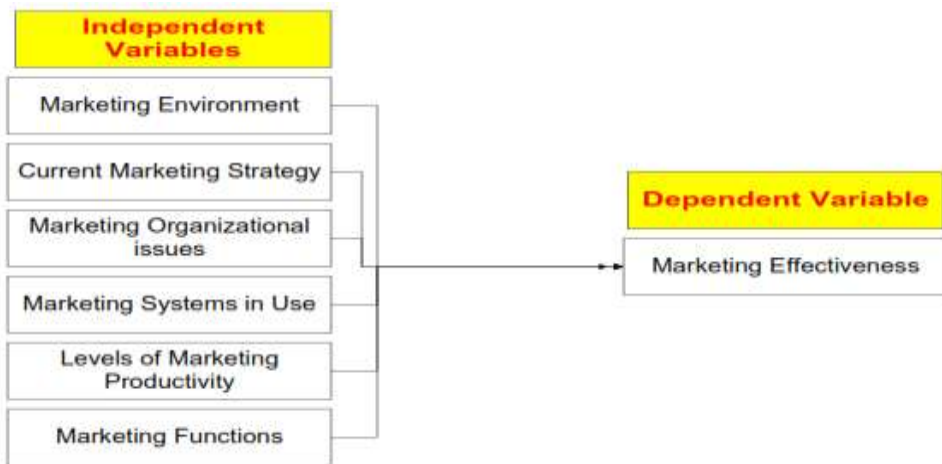 Independent
Variables
Marketing Environment
Current Marketing Strategy
Marketing Organizational
issues
Marketing Systems in Use
Levels of Marketing
Productivity
Marketing Functions
Dependent Variable
Marketing Effectiveness